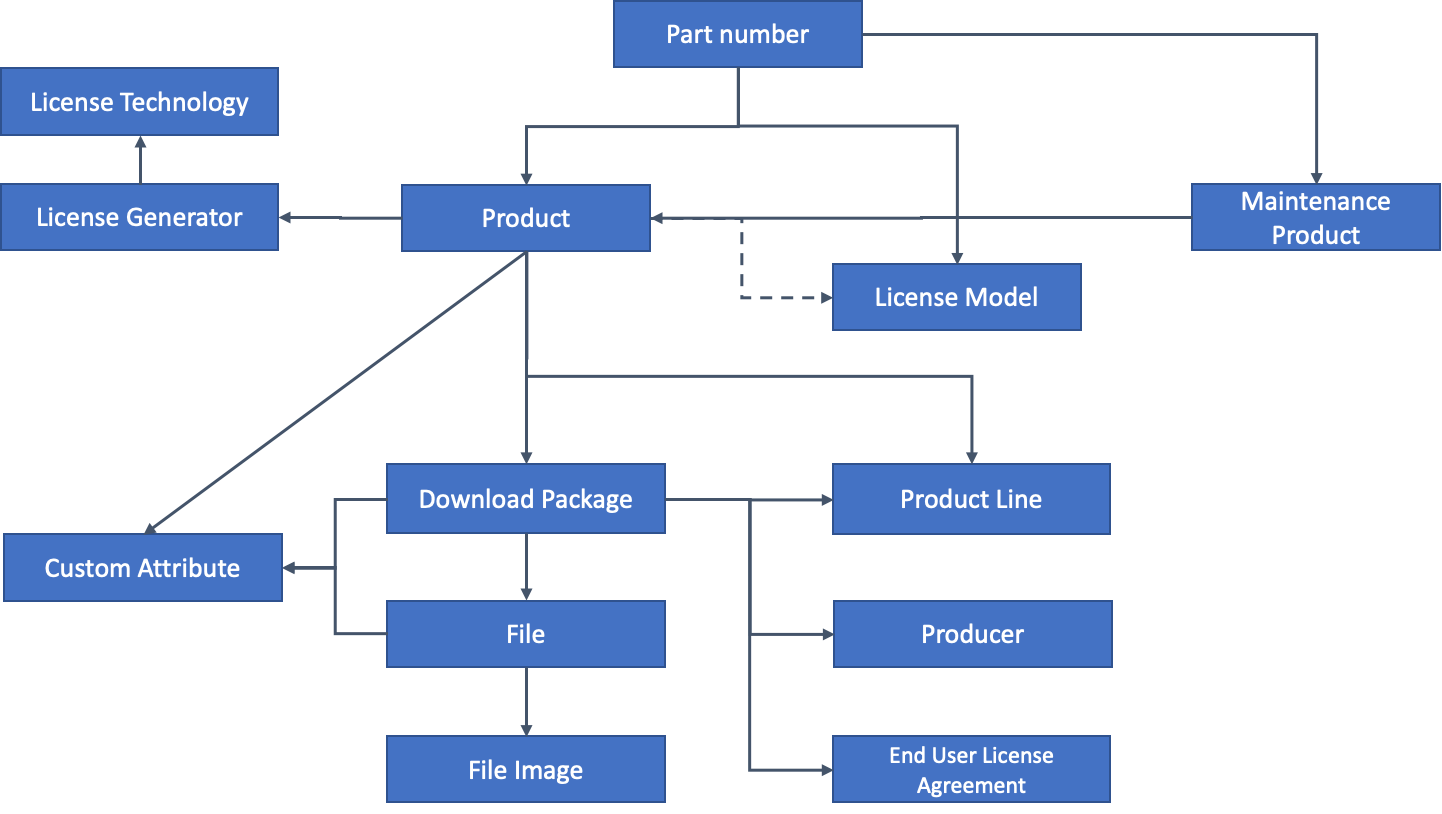 Part number
License Technology
License Generator
Product
Maintenance
Product
License Model
Download Package
Product Line
Custom Attribute
File
Producer
File Image
End User License
Agreement